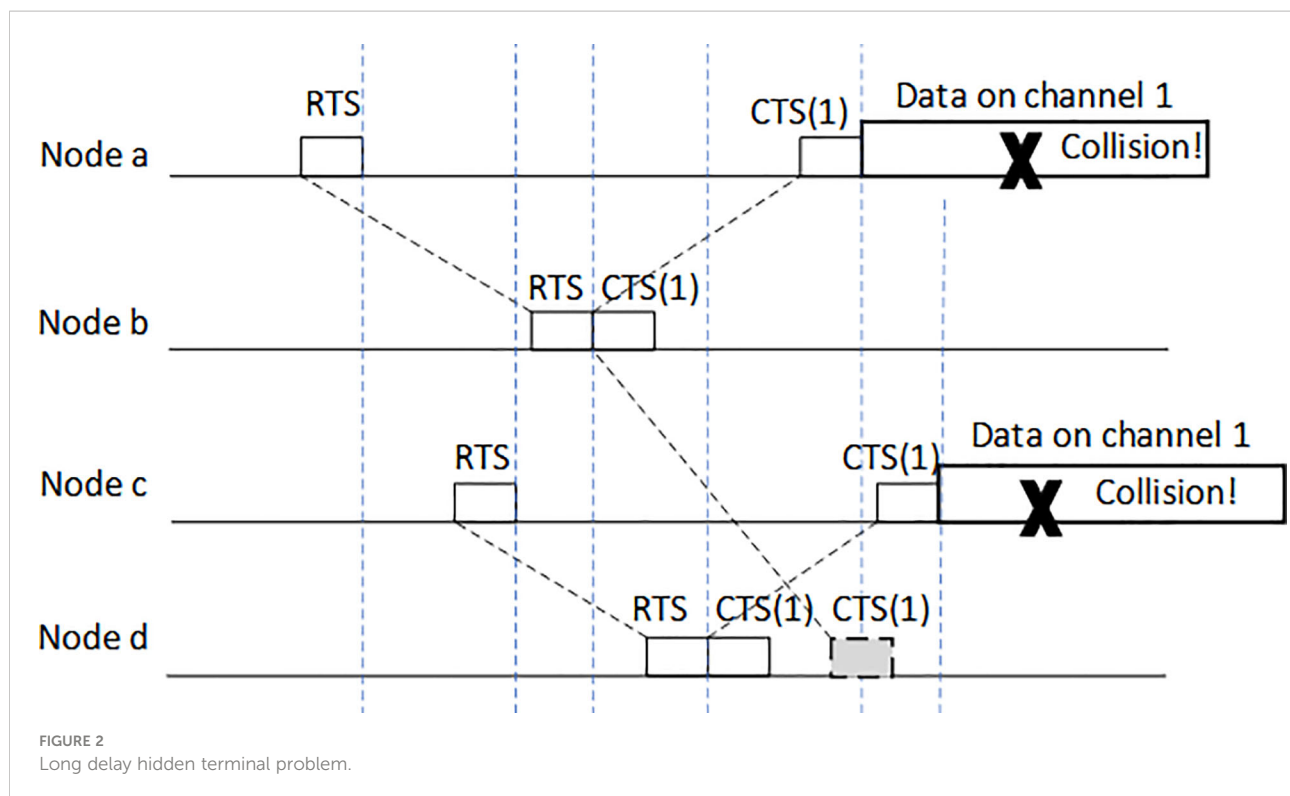 Data on channel 1
RTS
CTS(1)
Node a
Collision!
RTS CTS(1)
Node b
Data on channel 1
RTS
CTS(1)
Node c
Collision!
RTS CTS(1) CTS(1)
Node d
FIGURE 2
Long delay hidden terminal problem.